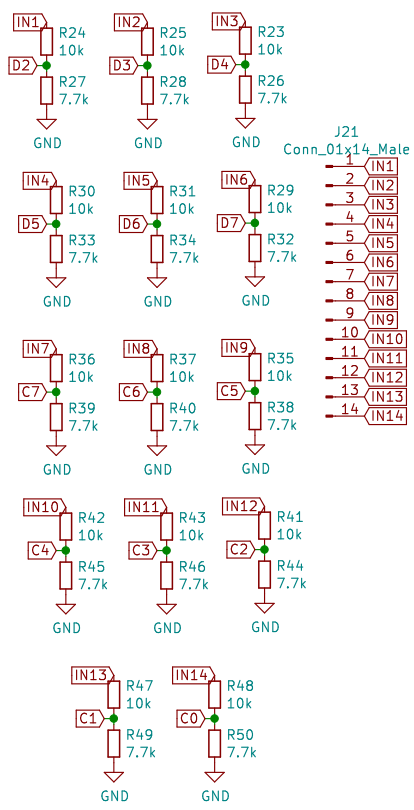 IN1 R24 10k
D2 R27 7.7k
GND
IN2 R25 10k
D3 R28 7.7k
GND
IN3 R23 10k
D4 R26 7.7k
GND
IN4 R30 10k
D5 R33 7.7k
GND
IN5 R31 10k
D6 R34 7.7k
GND
IN6 R29 10k
D7 R32 7.7k
GND
IN7 R36 10k
C7 R39 7.7k
GND
IN8 R37 10k
C6 R40 7.7k
GND
IN9 R35 10k
C5 R38 7.7k
GND
IN10 R42 10k
C4 R45 7.7k
GND
IN11 R43 10k
C3 R46 7.7k
GND
IN12 R41 10k
C2 R44 7.7k
GND
IN13 R47 10k
C1 R49 7.7k
GND
IN14 R48 10k
C0 R50 7.7k
GND
J21
Conn_01x14_Male
1 IN1
2 IN2
3 IN3
4 IN4
5 IN5
6 IN6
7 IN7
8 IN8
9 IN9
10 IN10
11 IN11
12 IN12
13 IN13
14 IN14